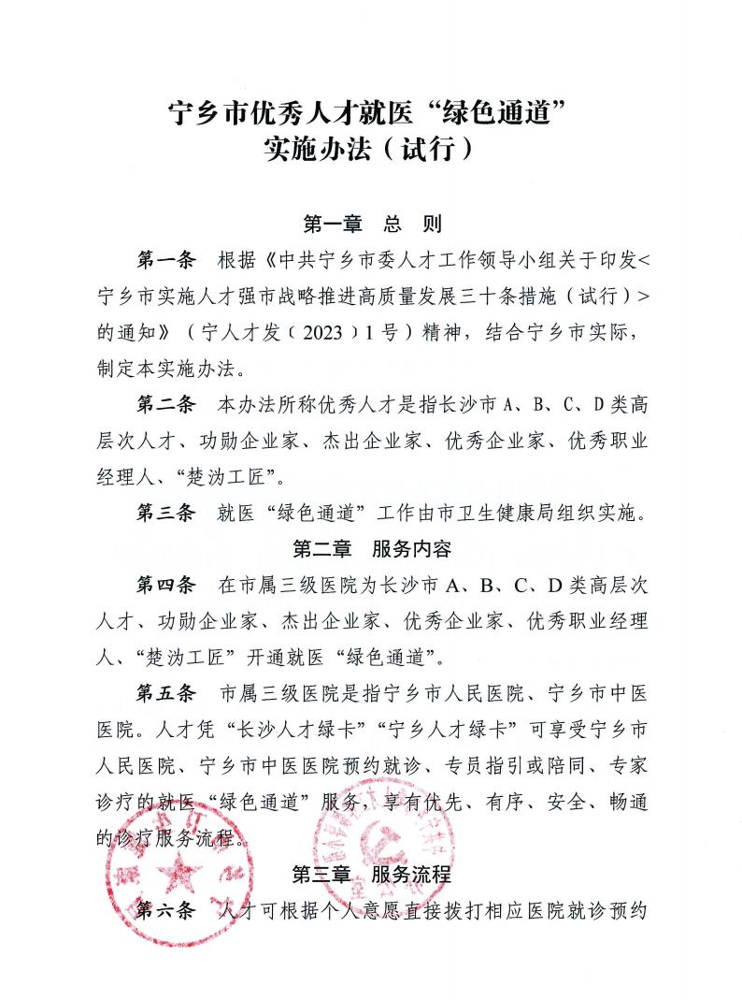 宁乡市优秀人才就医“绿色通道”
实施办法（试行）
第一章 总 则
第一条 根据《中共宁乡市委人才工作领导小组关于印发<
宁乡市实施人才强市战略推进高质量发展三十条措施（试行）>
的通知》（宁人才发﹝2023﹞1号）精神，结合宁乡市实际，
制定本实施办法。
第二条 本办法所称优秀人才是指长沙市 A、B、C、D 类高
层次人才、功勋企业家、杰出企业家、优秀企业家、优秀职业
经理人、“楚沩工匠”。
第三条 就医“绿色通道”工作由市卫生健康局组织实施。
第二章 服务内容
第四条 在市属三级医院为长沙市 A、B、C、D 类高层次
人才、功勋企业家、杰出企业家、优秀企业家、优秀职业经理
人、“楚沩工匠”开通就医“绿色通道”。
第五条 市属三级医院是指宁乡市人民医院、宁乡市中医
医院。人才凭“长沙人才绿卡”“宁乡人才绿卡”可享受宁乡市
人民医院、宁乡市中医医院预约就诊、专员指引或陪同、专家
诊疗的就医“绿色通道”服务，享有优先、有序、安全、畅通
的诊疗服务流程。
第三章 服务流程
第六条 人才可根据个人意愿直接拨打相应医院就诊预约